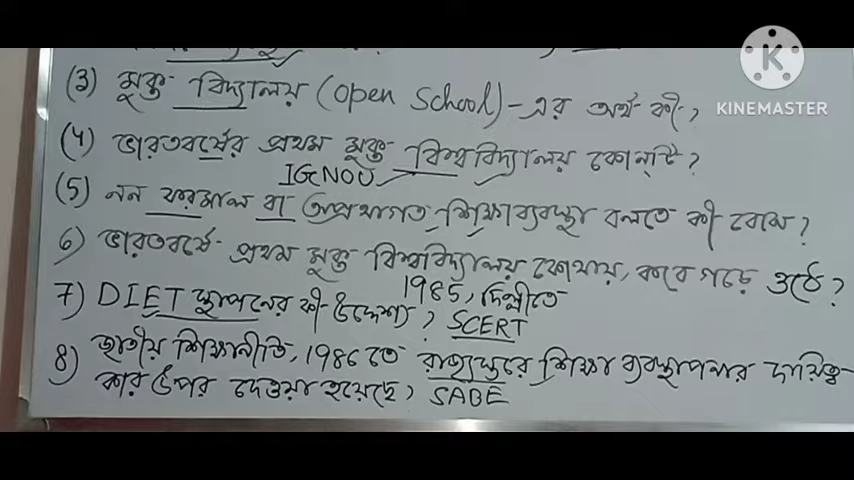 K
KINEMASTER
(3) মুক্ত বিদ্যালয় (open School)-এর অর্থ কী?
(4) ভারতবর্ষের প্রথম মুক্ত বিশ্ববিদ্যালয় কোনটি?
IGNOU
(5) নন ফরমাল বা অপ্রথাগত শিক্ষাব্যবস্থা বলতে কী বোঝ?
6) ভারতবর্ষে প্রথম মুক্ত বিশ্ববিদ্যালয় কোথায়, কবে গড়ে ওঠে?
1985, দিল্লীতে
7) DIET স্থাপনের কী উদ্দেশ্য? SCERT
8) জাতীয় শিক্ষানীতি, 1986 তে রাজ্যস্তরে শিক্ষা ব্যবস্থাপনার দায়িত্ব
কার উপর দেওয়া হয়েছে? SABE